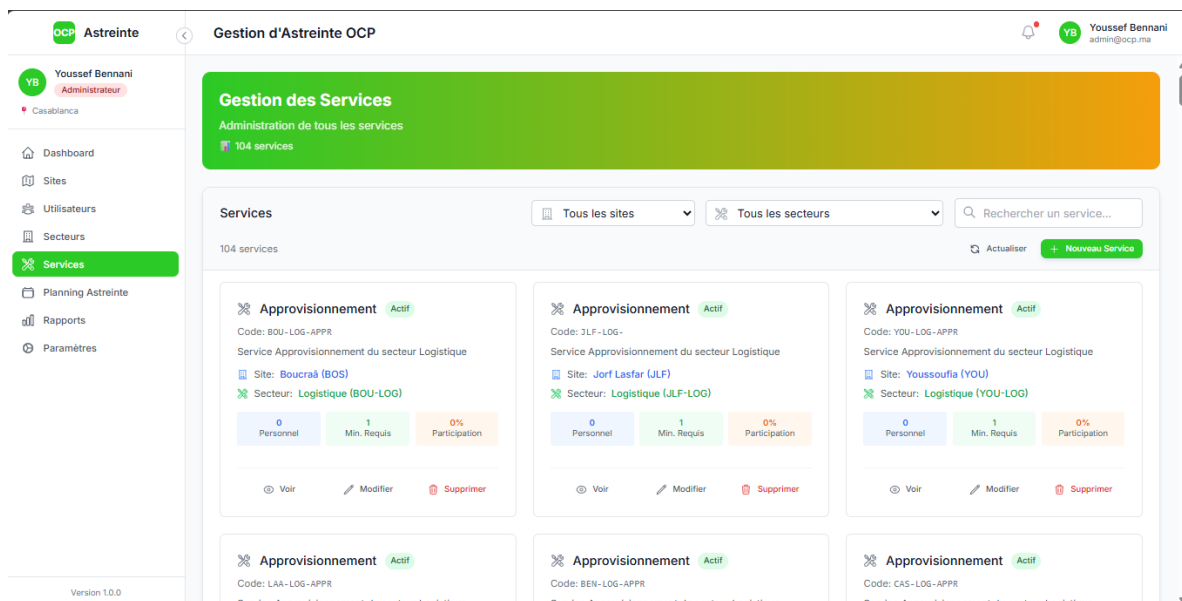 OCP Astreinte
Gestion d'Astreinte OCP
YB Youssef Bennani
admin@ocp.ma
YB Youssef Bennani
Administrateur
Casablanca
Dashboard
Sites
Utilisateurs
Secteurs
Services
Planning Astreinte
Rapports
Paramètres
Version 1.0.0
Gestion des Services
Administration de tous les services
104 services
Services
Tous les sites
Tous les secteurs
Rechercher un service...
104 services
Actualiser
+ Nouveau Service
Approvisionnement Actif
Code: BOU-LOG-APPR
Service Approvisionnement du secteur Logistique
Site: Boucraâ (BOS)
Secteur: Logistique (BOU-LOG)
0 1 0%
Personnel Min. Requis Participation
Voir Modifier Supprimer
Approvisionnement Actif
Code: JLF-LOG-
Service Approvisionnement du secteur Logistique
Site: Jorf Lasfar (JLF)
Secteur: Logistique (JLF-LOG)
0 1 0%
Personnel Min. Requis Participation
Voir Modifier Supprimer
Approvisionnement Actif
Code: YOU-LOG-APPR
Service Approvisionnement du secteur Logistique
Site: Youssoufia (YOU)
Secteur: Logistique (YOU-LOG)
0 1 0%
Personnel Min. Requis Participation
Voir Modifier Supprimer
Approvisionnement Actif
Code: LAA-LOG-APPR
Approvisionnement Actif
Code: BEN-LOG-APPR
Approvisionnement Actif
Code: CAS-LOG-APPR